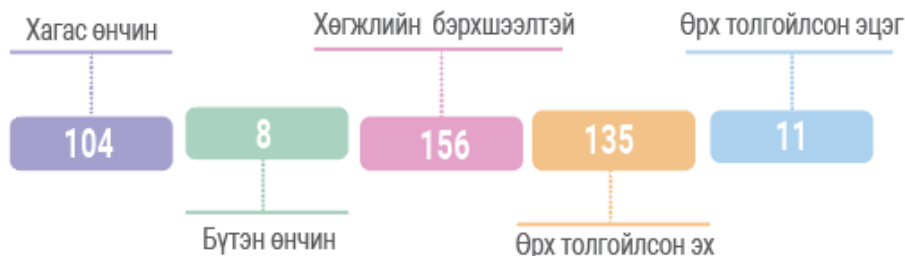 Хагас өнчин
Хөгжлийн бэрхшээлтэй
Өрх толгойлсон эцэг
104
8
156
135
11
Бүтэн өнчин
Өрх толгойлсон эх